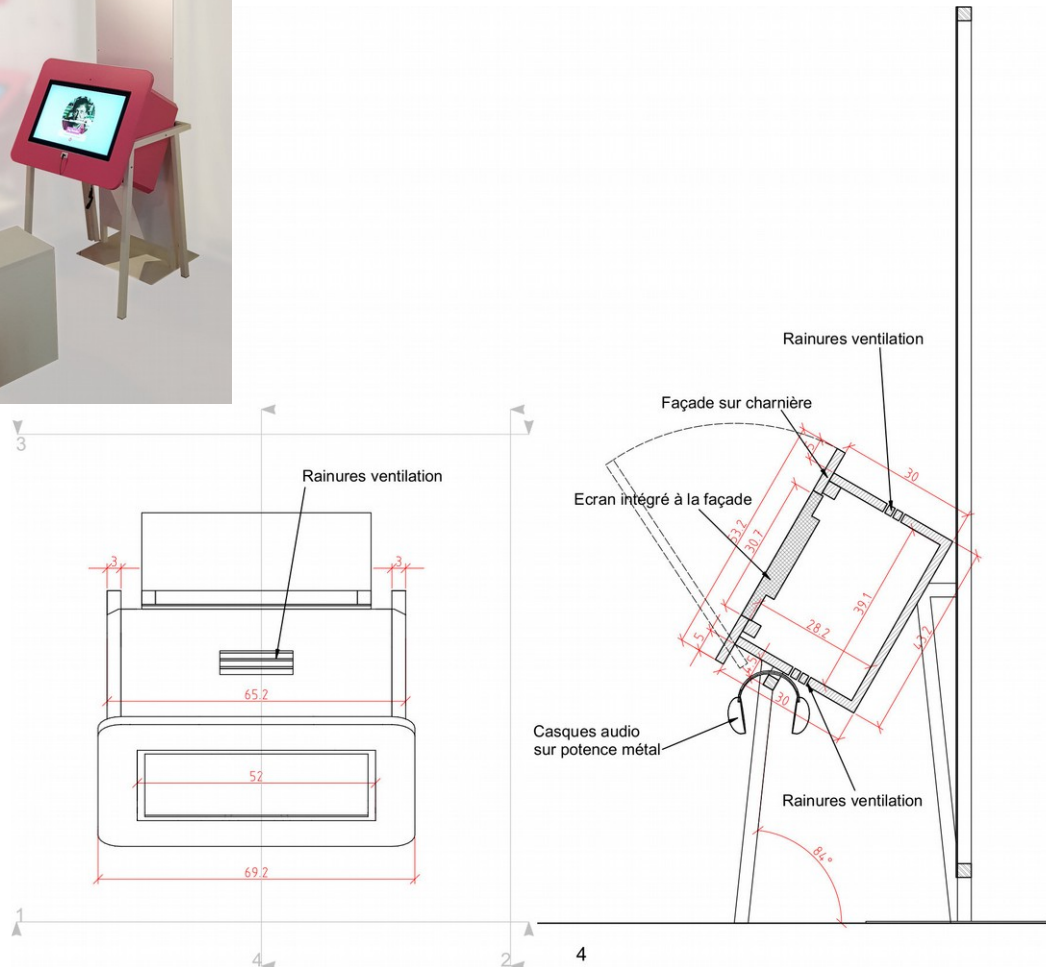 3
Rainures ventilation
3
3
65.2
52
69.2
1
4
2
Rainures ventilation
Façade sur charnière
Ecran intégré à la façade
5
30
53.2
30.7
39.1
28.2
43.2
5
30
Casques audio
sur potence métal
Rainures ventilation
84°
4